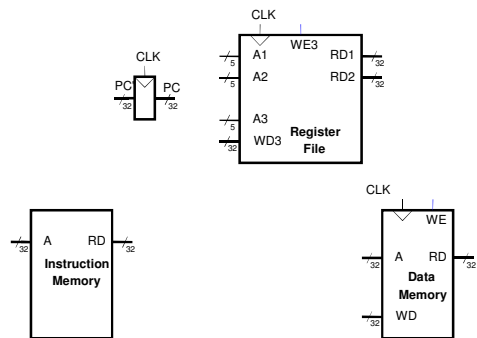 CLK
PC'
PC
32
32
CLK
WE3
A1
RD1
5
32
A2
RD2
5
32
A3
5
WD3
32
Register
File
A
RD
32
32
Instruction
Memory
CLK
WE
A
RD
32
32
Data
Memory
WD
32